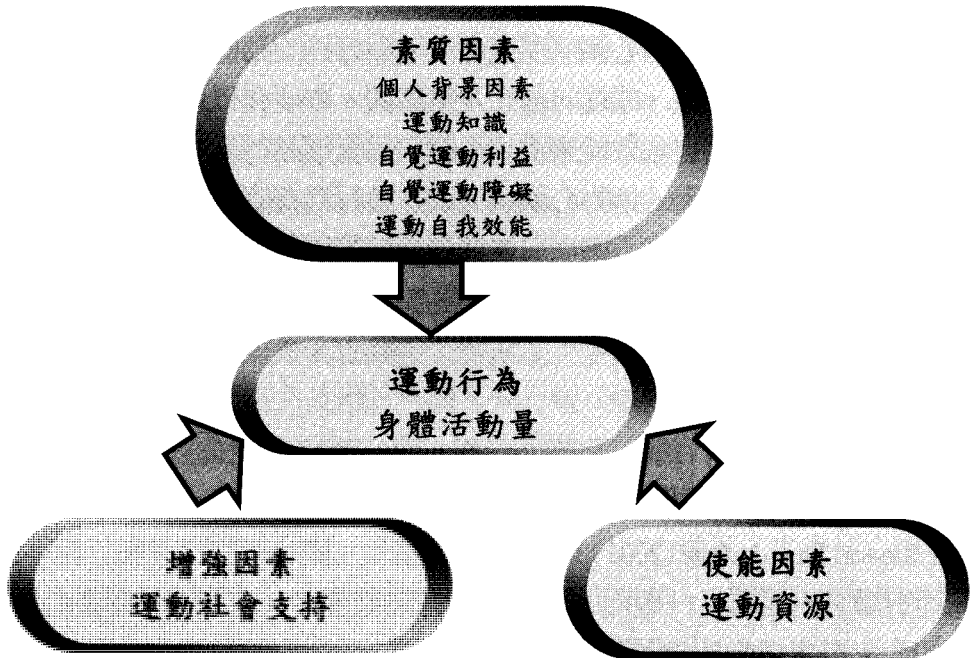 素質因素
個人背景因素
運動知識
自覺運動利益
自覺運動障礙
運動自我效能
運動行為
身體活動量
增強因素
運動社會支持
使能因素
運動資源